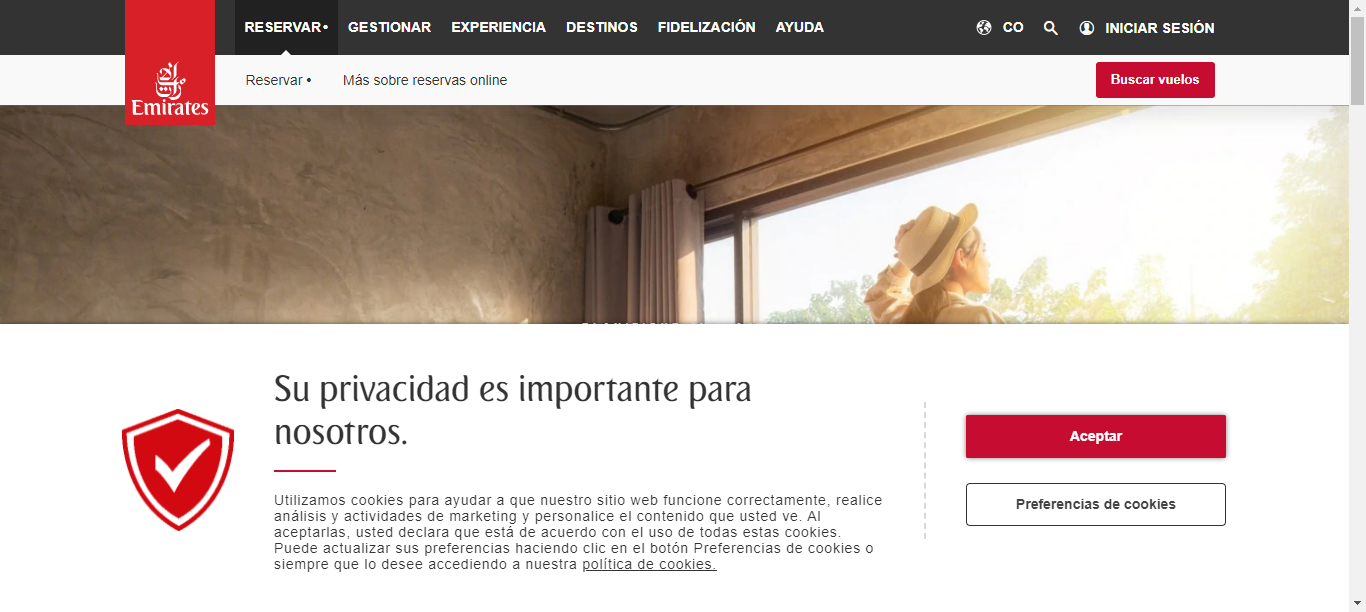 RESERVAR• GESTIONAR EXPERIENCIA DESTINOS FIDELIZACIÓN AYUDA CO INICIAR SESIÓN
Emirates
Reservar • Más sobre reservas online Buscar vuelos
Su privacidad es importante para
nosotros.
Utilizamos cookies para ayudar a que nuestro sitio web funcione correctamente, realice
análisis y actividades de marketing y personalice el contenido que usted ve. Al
aceptarlas, usted declara que está de acuerdo con el uso de todas estas cookies.
Puede actualizar sus preferencias haciendo clic en el botón Preferencias de cookies o
siempre que lo desee accediendo a nuestra política de cookies.
Aceptar
Preferencias de cookies